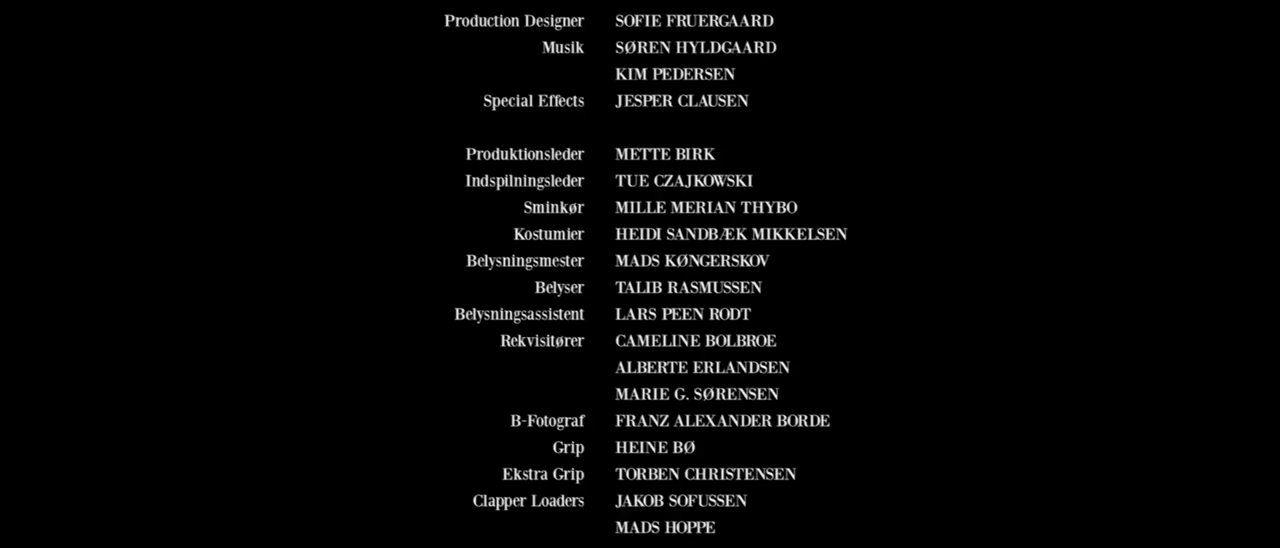 Production Designer SOFIE FRUERGAARD
Musik SØREN HYLDGAARD
KIM PEDERSEN
Special Effects JESPER CLAUSEN
Produktionsleder METTE BIRK
Indspilningsleder TUE CZAJKOWSKI
Sminkør MILLE MERIAN THYBO
Kostumier HEIDI SANDBÆK MIKKELSEN
Belysningsmester MADS KØNGERSKOV
Belyser TALIB RASMUSSEN
Belysningsassistent LARS PEEN RODT
Rekvisitører CAMELINE BOLBROE
ALBERTE ERLANDSEN
MARIE G. SØRENSEN
B-Fotograf FRANZ ALEXANDER BORDE
Grip HEINE BØ
Ekstra Grip TORBEN CHRISTENSEN
Clapper Loaders JAKOB SOFUSSEN
MADS HOPPE